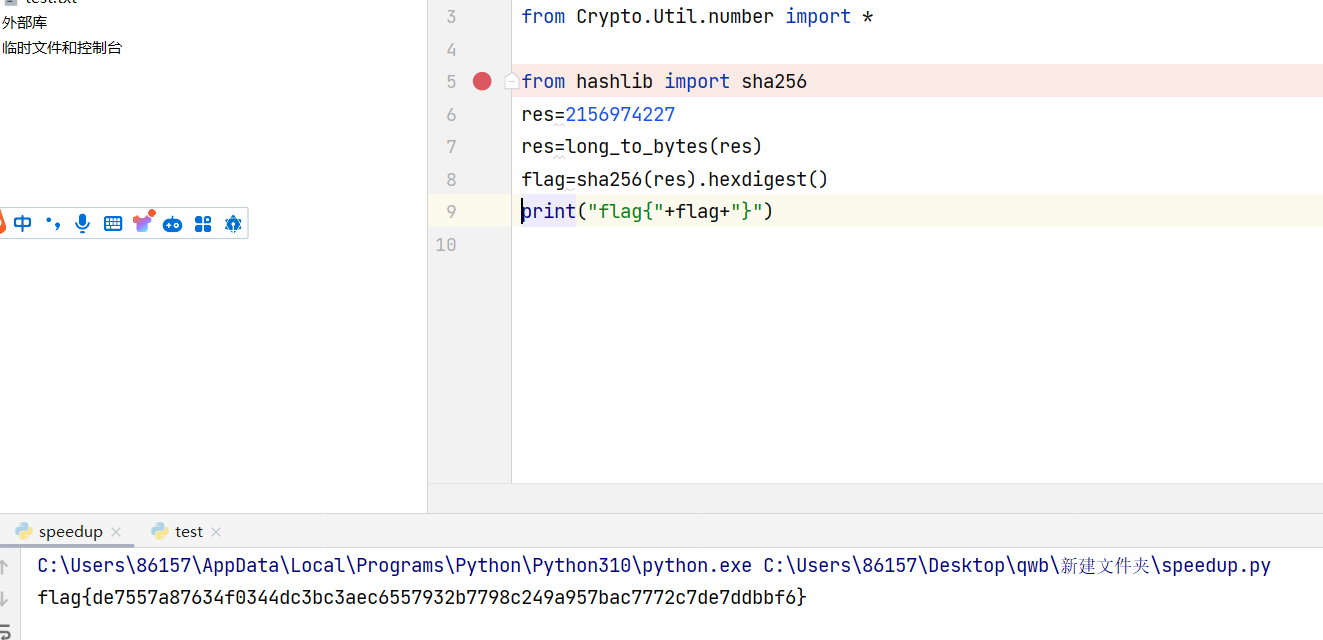 test.txt
外部库
临时文件和控制台
中
3 from Crypto.Util.number import *
4
5 from hashlib import sha256
6 res=2156974227
7 res=long_to_bytes(res)
8 flag=sha256(res).hexdigest()
9 print("flag{"+flag+"}")
10
speedup test
C:\Users\86157\AppData\Local\Programs\Python\Python310\python.exe C:\Users\86157\Desktop\qwb\新建文件夹\speedup.py
flag{de7557a87634f0344dc3bc3aec6557932b7798c249a957bac7772c7de7ddbbf6}